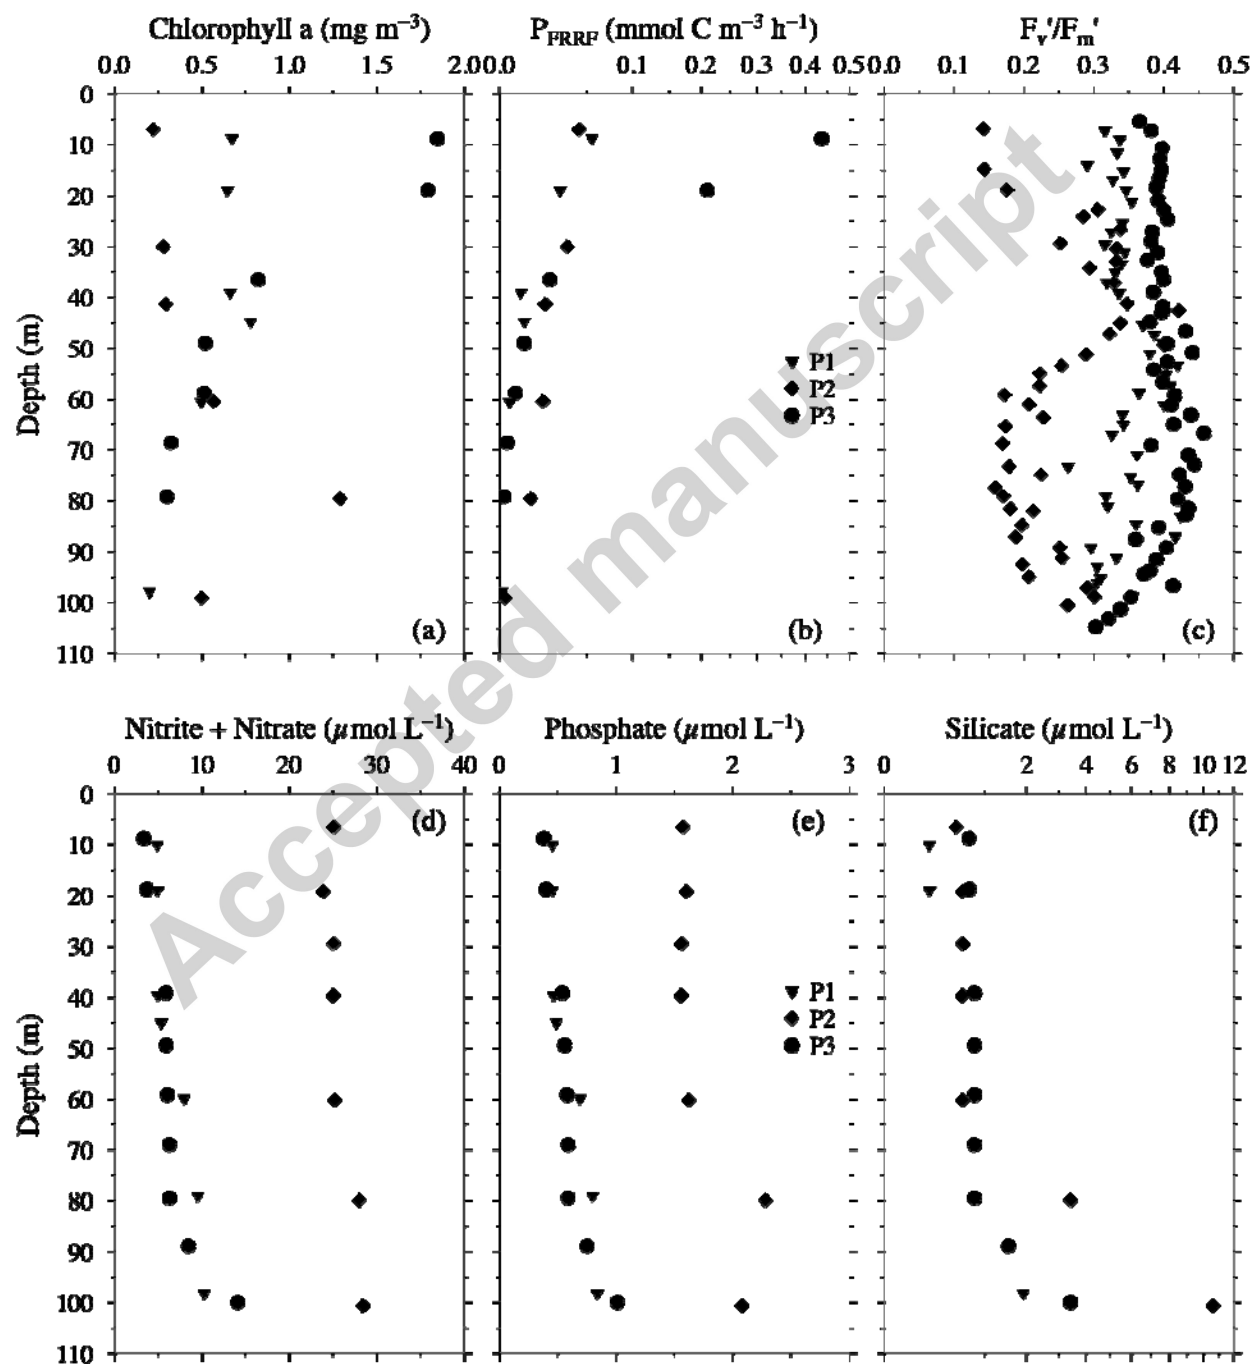 Chlorophyll a (mg m⁻³)
P_FRRF (mmol C m⁻³ h⁻¹)
F_v'/F_m'
0.0 0.5 1.0 1.5 2.0
0.0 0.1 0.2 0.3 0.4 0.5
0.0 0.1 0.2 0.3 0.4 0.5
0
10
20
30
40
50
60
70
80
90
100
110
Depth (m)
P1
P2
P3
(a)
(b)
(c)
Accepted manuscript
Nitrite + Nitrate (μmol L⁻¹)
Phosphate (μmol L⁻¹)
Silicate (μmol L⁻¹)
0 10 20 30 40
0 1 2 3
0 2 4 6 8 10 12
(d)
(e)
(f)
0
10
20
30
40
50
60
70
80
90
100
110
Depth (m)
P1
P2
P3